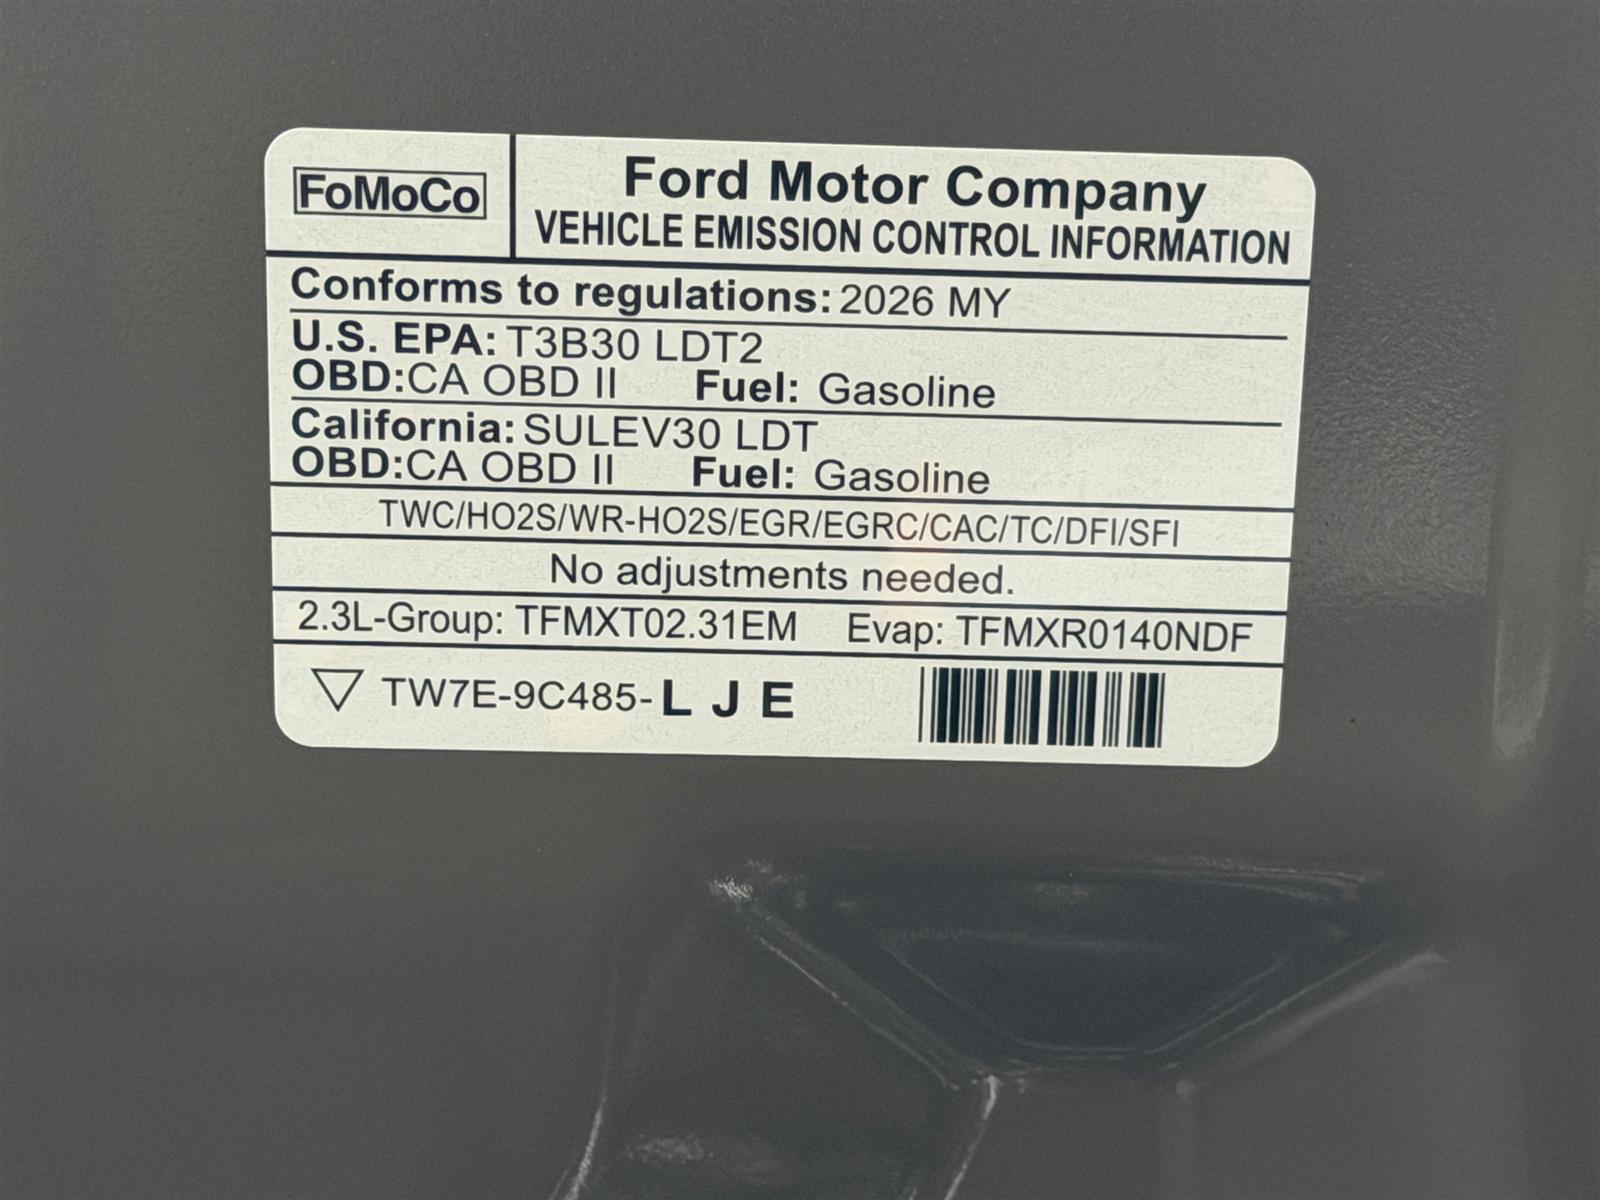 FoMoCo
Ford Motor Company
VEHICLE EMISSION CONTROL INFORMATION
Conforms to regulations: 2026 MY
U.S. EPA: T3B30 LDT2
OBD:CA OBD II Fuel: Gasoline
California: SULEV30 LDT
OBD:CA OBD II Fuel: Gasoline
TWC/HO2S/WR-HO2S/EGR/EGRC/CAC/TC/DFI/SFI
No adjustments needed.
2.3L-Group: TFMXT02.31EM Evap: TFMXR0140NDF
TW7E-9C485-L J E